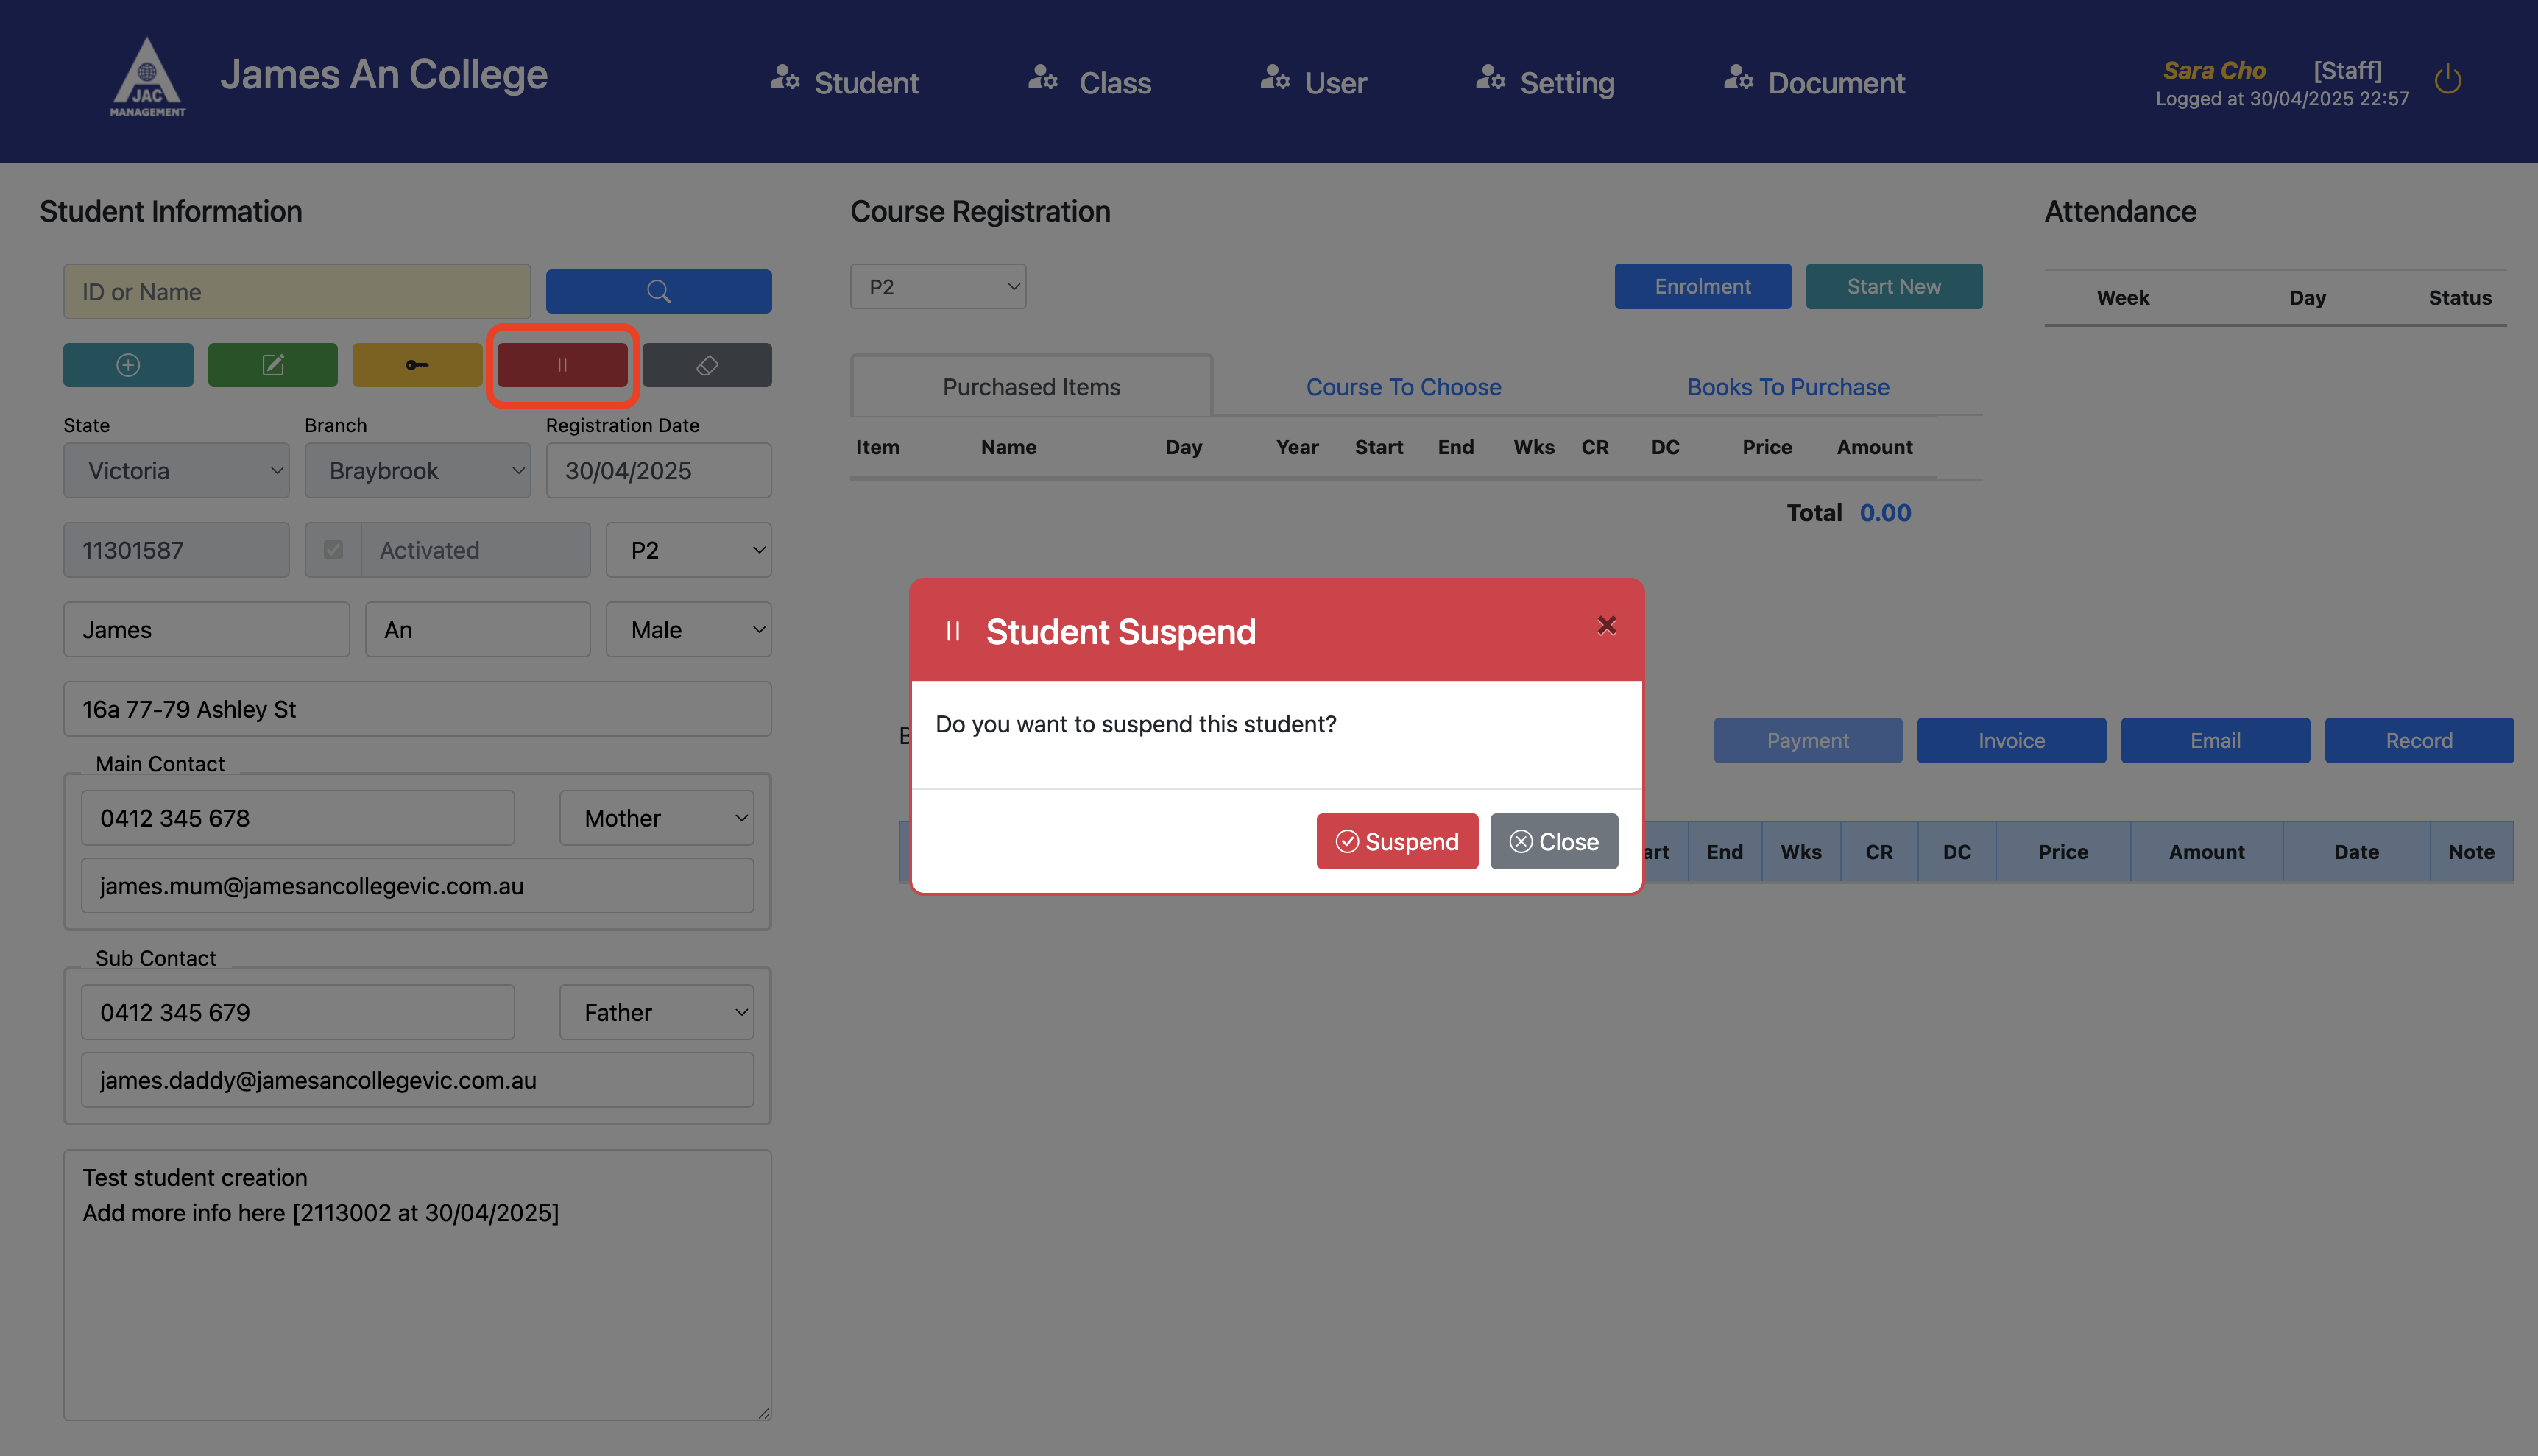 JAC
MANAGEMENT
James An College
Student
Class
User
Setting
Document
Sara Cho [Staff]
Logged at 30/04/2025 22:57
Student Information
ID or Name
State
Branch
Registration Date
Victoria
Braybrook
30/04/2025
11301587
Activated
P2
James
An
Male
16a 77-79 Ashley St
Main Contact
0412 345 678
Mother
james.mum@jamesancollegevic.com.au
Sub Contact
0412 345 679
Father
james.daddy@jamesancollegevic.com.au
Test student creation
Add more info here [2113002 at 30/04/2025]
Course Registration
P2
Enrolment
Start New
Purchased Items
Course To Choose
Books To Purchase
Item Name Day Year Start End Wks CR DC Price Amount
Total 0.00
Attendance
Week Day Status
Student Suspend
Do you want to suspend this student?
Suspend
Close
Payment
Invoice
Email
Record
art End Wks CR DC Price Amount Date Note